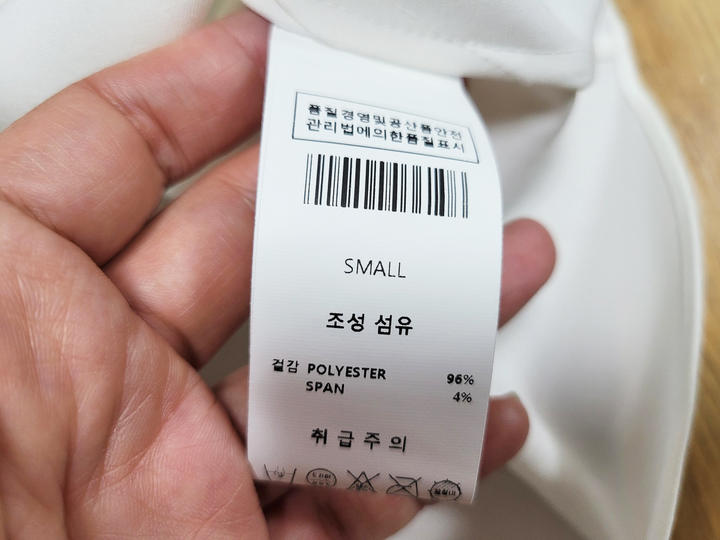 품질경영및공산품안전
관리법에의한품질표시
SMALL
조성 섬유
겉감 POLYESTER 96%
SPAN 4%
취급주의